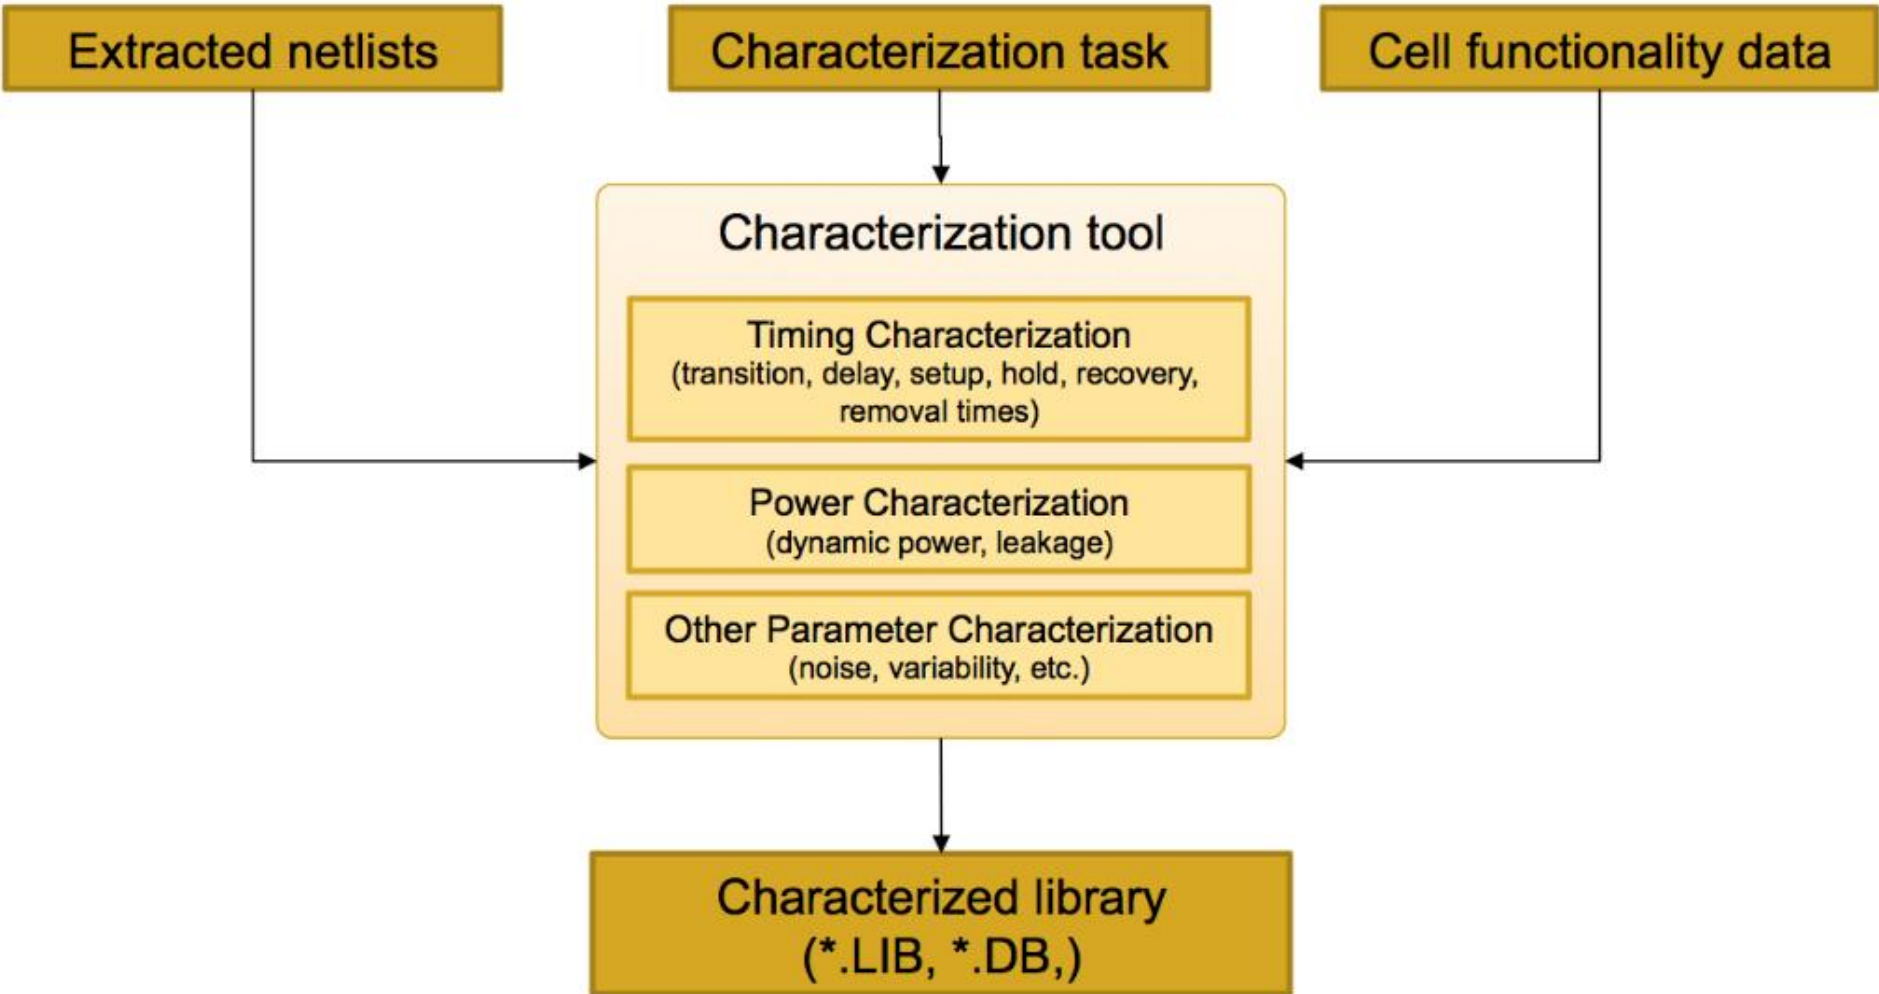 Extracted netlists
Characterization task
Cell functionality data
Characterization tool
Timing Characterization
(transition, delay, setup, hold, recovery,
removal times)
Power Characterization
(dynamic power, leakage)
Other Parameter Characterization
(noise, variability, etc.)
Characterized library
(*.LIB, *.DB,)